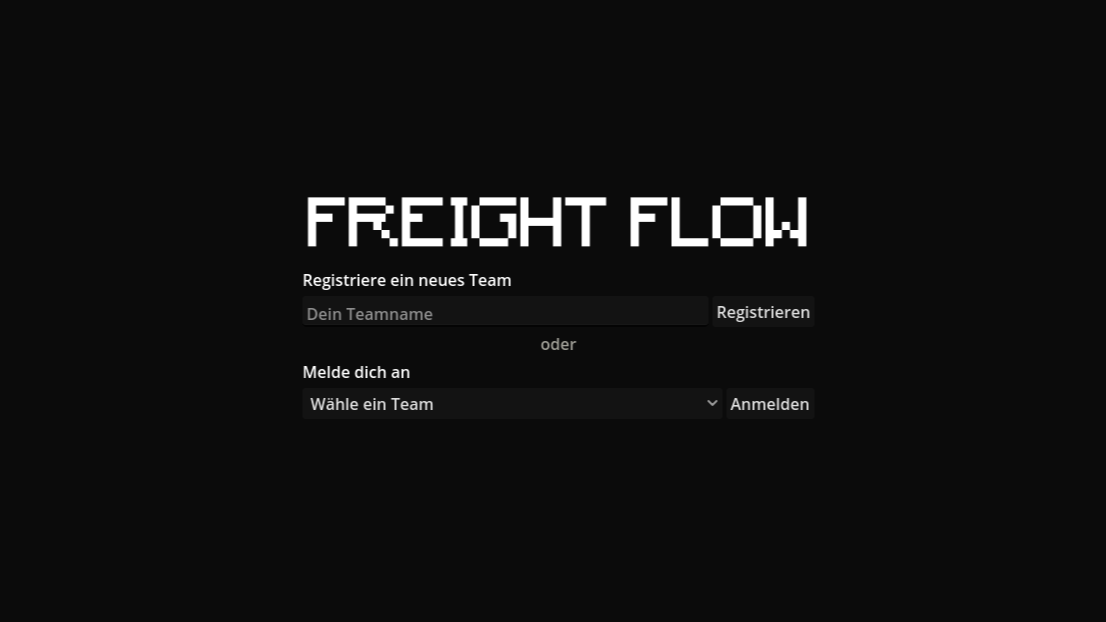 FREIGHT FLOW
Registriere ein neues Team
Dein Teamname Registrieren
oder
Melde dich an
Wähle ein Team Anmelden